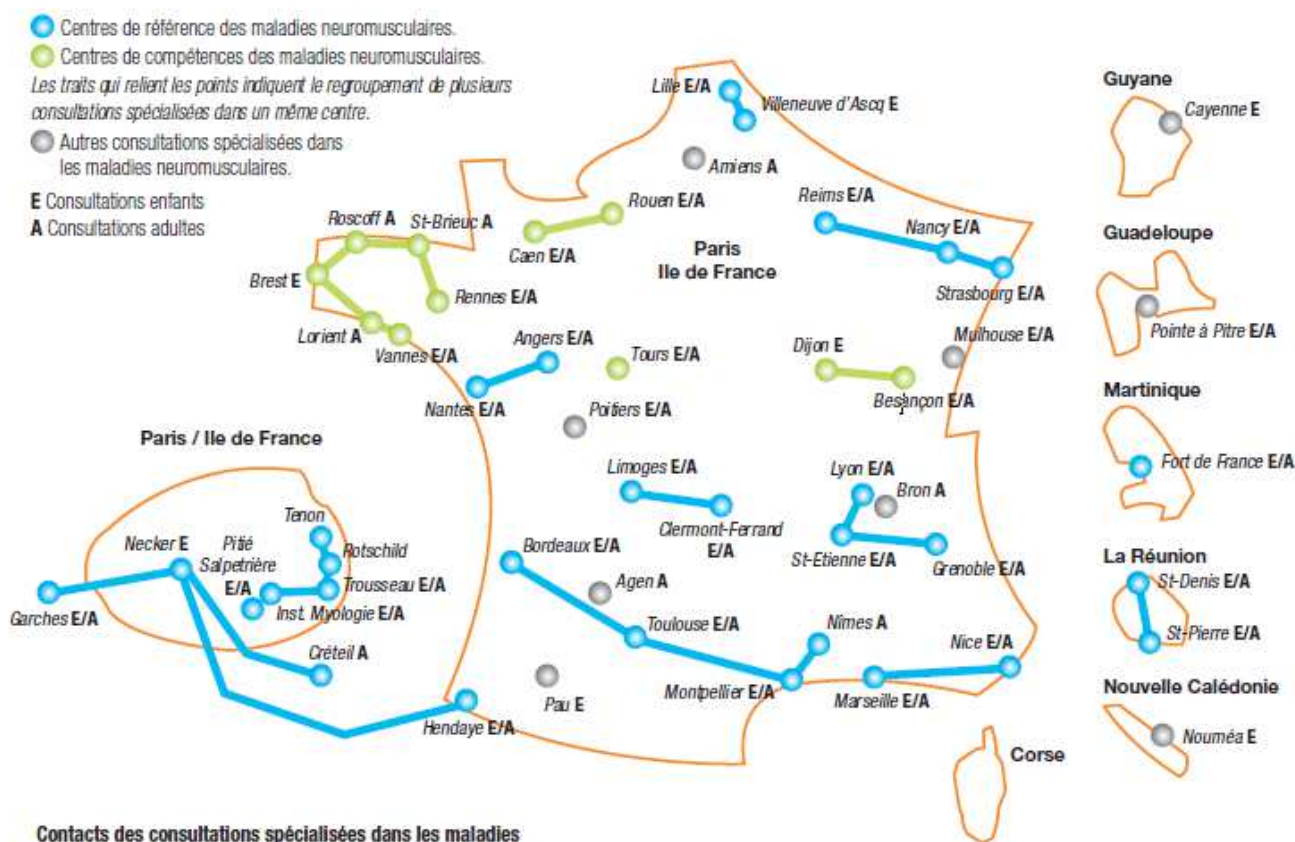 Centres de référence des maladies neuromusculaires.
Centres de compétences des maladies neuromusculaires.
Les traits qui relient les points indiquent le regroupement de plusieurs
consultations spécialisées dans un même centre.
Autres consultations spécialisées dans
les maladies neuromusculaires.
E Consultations enfants
A Consultations adultes
Lille E/A
Villeneuve d'Ascq E
Amiens A
Rouen E/A
Caen E/A
Reims E/A
Nancy E/A
Strasbourg E/A
Paris
Ile de France
Roscoff A
St-Brieuc A
Brest E
Rennes E/A
Lorient A
Vannes E/A
Angers E/A
Nantes E/A
Tours E/A
Poitiers E/A
Dijon E
Besançon E/A
Mulhouse E/A
Limoges E/A
Clermont-Ferrand
E/A
Lyon E/A
Bron A
St-Etienne E/A
Grenoble E/A
Bordeaux E/A
Agen A
Toulouse E/A
Nîmes A
Montpellier E/A
Marseille E/A
Nice E/A
Pau E
Hendaye E/A
Corse
Paris / Ile de France
Necker E
Pitié
Salpetrière
E/A
Tenon
Rotschild
Trousseau E/A
Inst. Myologie E/A
Garches E/A
Créteil A
Guyane
Cayenne E
Guadeloupe
Pointe à Pitre E/A
Martinique
Fort de France E/A
La Réunion
St-Denis E/A
St-Pierre E/A
Nouvelle Calédonie
Nouméa E
Contacts des consultations spécialisées dans les maladies